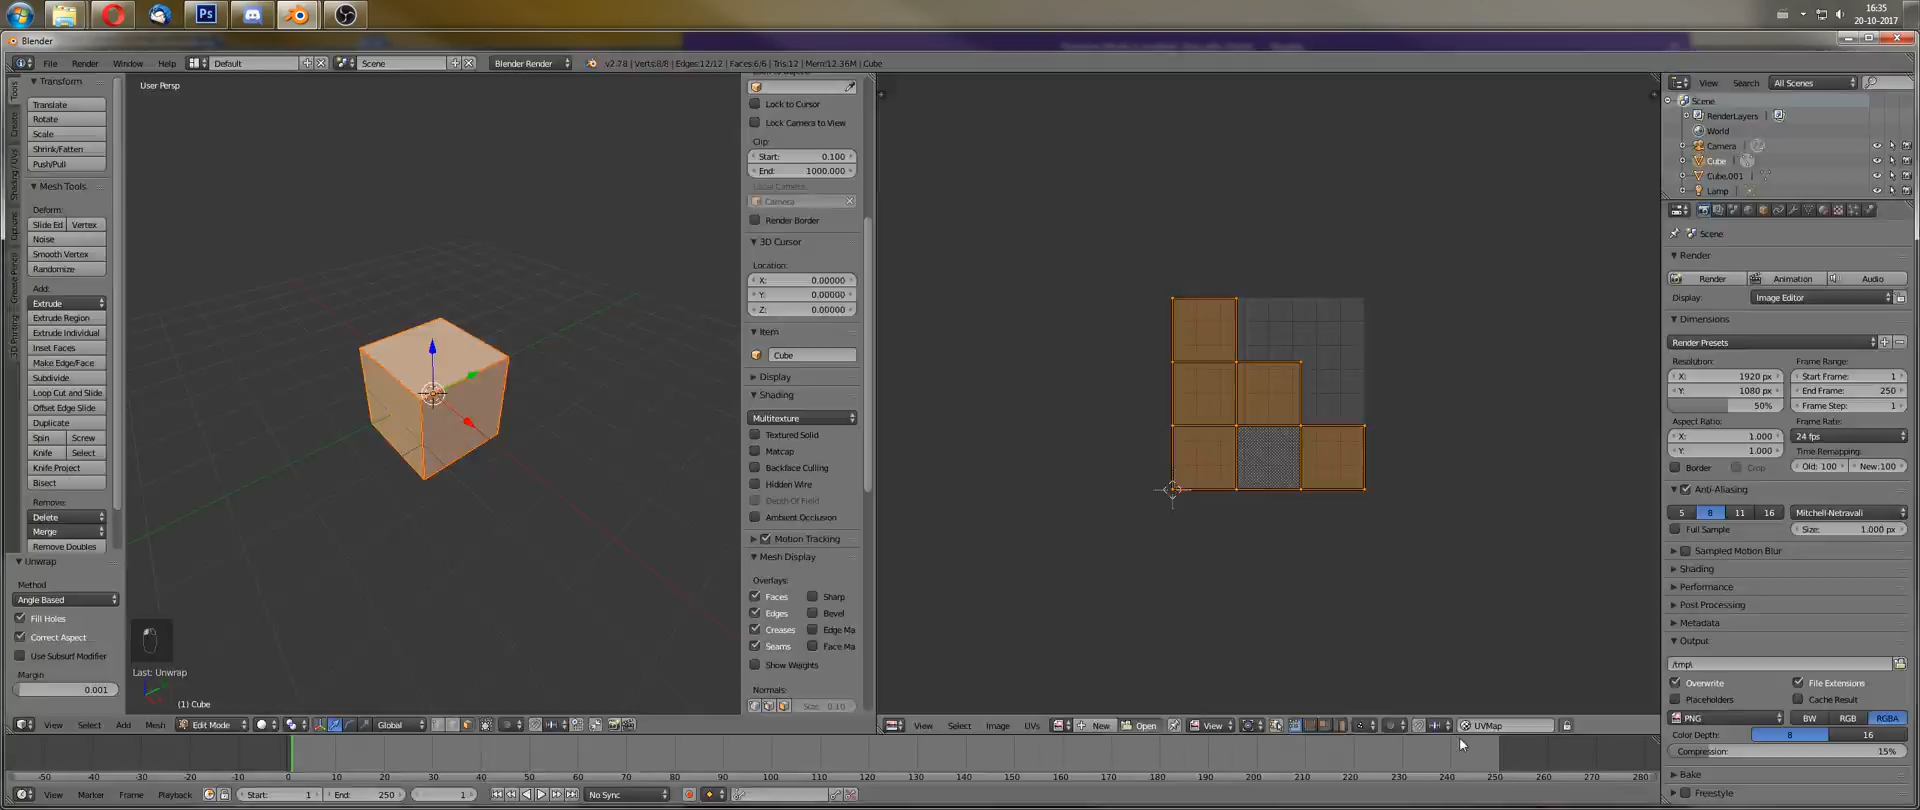 16:35
20-10-2017
Blender
File Render Window Help Default Scene Blender Render v2.78 | Verts:8/8 | Edges:12/12 | Faces:6/6 | Tris:12 | Mem:12.36M | Cube
Tools
Create
Shading / UVs
Options
Grease Pencil
3D Printing
Transform
Translate
Rotate
Scale
Shrink/Fatten
Push/Pull
Mesh Tools
Deform:
Slide Ed Vertex
Noise
Smooth Vertex
Randomize
Add:
Extrude
Extrude Region
Extrude Individual
Inset Faces
Make Edge/Face
Subdivide
Loop Cut and Slide
Offset Edge Slide
Duplicate
Spin Screw
Knife Select
Knife Project
Bisect
Remove:
Delete
Merge
Remove Doubles
Unwrap
Method
Angle Based
Fill Holes
Correct Aspect
Use Subsurf Modifier
Margin
0.001
User Persp
Last: Unwrap
(1) Cube
Lock to Cursor
Lock Camera to View
Clip:
Start: 0.100
End: 1000.000
Local Camera:
Camera
Render Border
3D Cursor
Location:
X: 0.00000
Y: 0.00000
Z: 0.00000
Item
Cube
Display
Shading
Multitexture
Textured Solid
Matcap
Backface Culling
Hidden Wire
Depth Of Field
Ambient Occlusion
Motion Tracking
Mesh Display
Overlays:
Faces Sharp
Edges Bevel
Creases Edge Ma
Seams Face Ma
Show Weights
Normals:
Size: 0.10
View Select Add Mesh Edit Mode Global
View Select Image UVs New Open View UVMap
View Search All Scenes
Scene
RenderLayers
World
Camera
Cube
Cube.001
Lamp
Scene
Render
Render Animation Audio
Display: Image Editor
Dimensions
Render Presets
Resolution: Frame Range:
X: 1920 px Start Frame: 1
Y: 1080 px End Frame: 250
50% Frame Step: 1
Aspect Ratio: Frame Rate:
X: 1.000 24 fps
Y: 1.000 Time Remapping:
Border Crop Old: 100 New:100
Anti-Aliasing
5 8 11 16 Mitchell-Netravali
Full Sample Size: 1.000 px
Sampled Motion Blur
Shading
Performance
Post Processing
Metadata
Output
/tmp\
Overwrite File Extensions
Placeholders Cache Result
PNG BW RGB RGBA
Color Depth: 8 16
Compression: 15%
Bake
Freestyle
-50 -40 -30 -20 -10 0 10 20 30 40 50 60 70 80 90 100 110 120 130 140 150 160 170 180 190 200 210 220 230 240 250 260 270 280
View Marker Frame Playback Start: 1 End: 250 1 No Sync